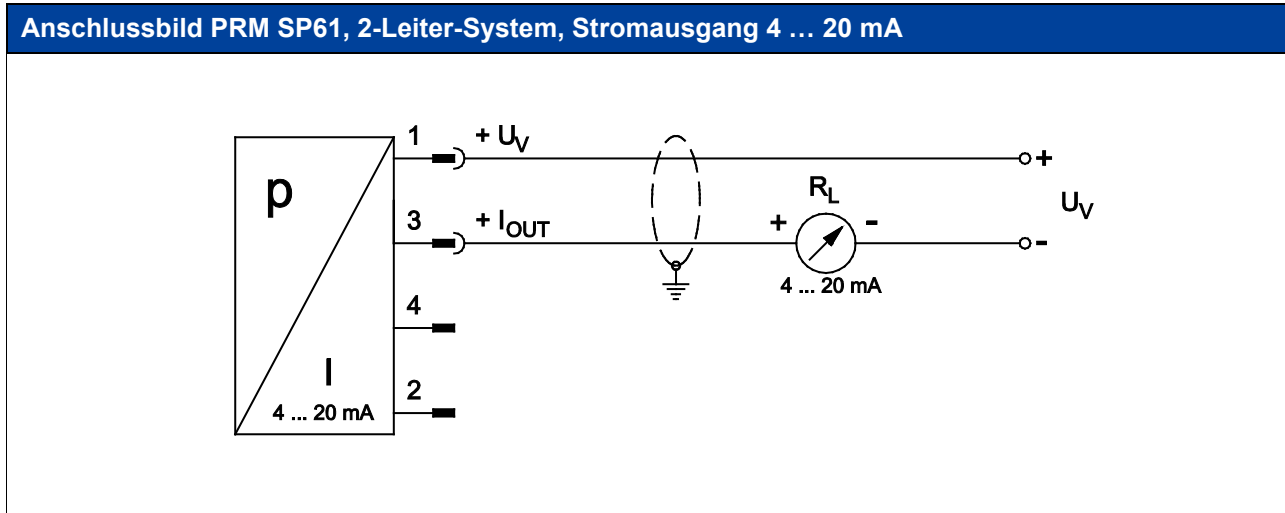 Anschlussbild PRM SP61, 2-Leiter-System, Stromausgang 4 … 20 mA
1 + UV
+
p
RL
UV
3 + IOUT
+ -
-
4 ... 20 mA
4
I
2
4 ... 20 mA